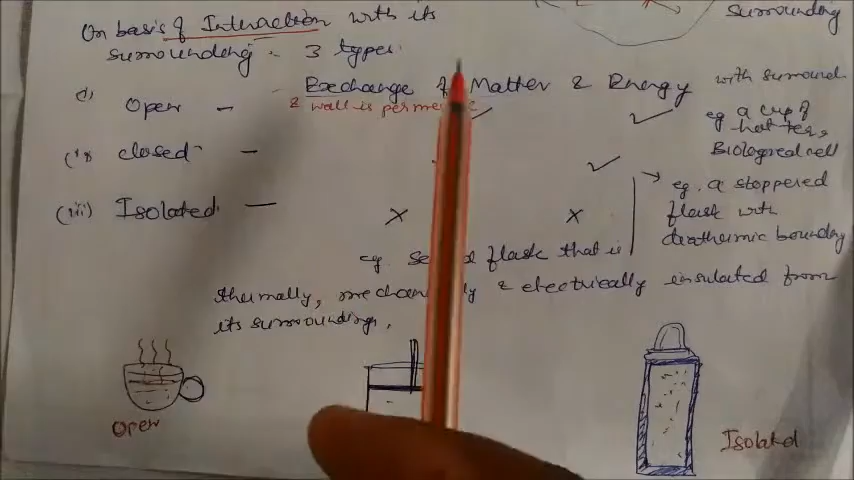 On basis of Interaction with its
surrounding - 3 types.
surrounding
Exchange of Matter & Energy with surround
(i) Open - & wall is perme
✓ ✓ eg a cup of
hot tea,
Biological cell
(ii) closed - ✓
→ eg. a stoppered
flask with
diathermic boundary
(iii) Isolated - × ×
eg. flask that is
thermally, & electrically insulated from
its surroundings.
Open
Isolated